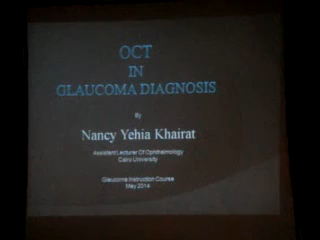 OCT
IN
GLAUCOMA DIAGNOSIS
By
Nancy Yehia Khairat
Assistant Lecturer Of Ophthalmology
Cairo University
Glaucoma Instruction Course
May 2014